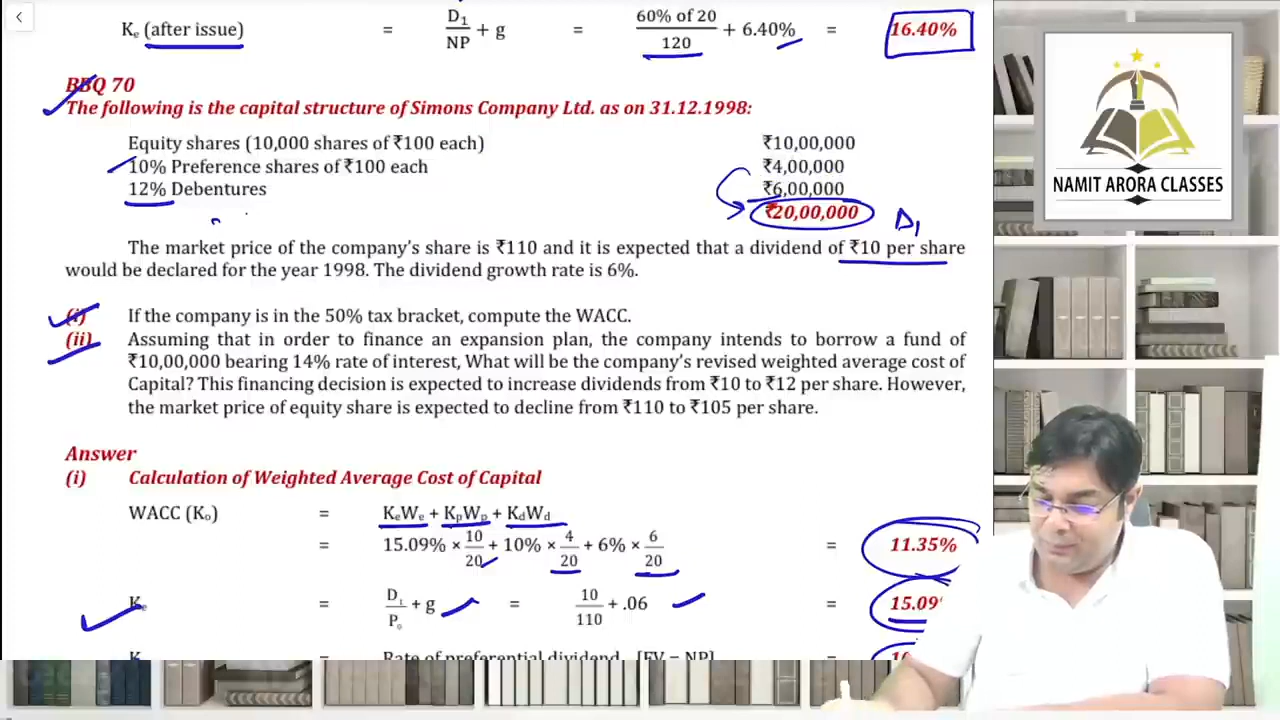 Kₑ (after issue) = D₁/NP + g = 60% of 20/120 + 6.40% = 16.40%
BBQ 70
The following is the capital structure of Simons Company Ltd. as on 31.12.1998:
Equity shares (10,000 shares of ₹100 each) ₹10,00,000
10% Preference shares of ₹100 each ₹4,00,000
12% Debentures ₹6,00,000
₹20,00,000 D₁
The market price of the company's share is ₹110 and it is expected that a dividend of ₹10 per share
would be declared for the year 1998. The dividend growth rate is 6%.
(i) If the company is in the 50% tax bracket, compute the WACC.
(ii) Assuming that in order to finance an expansion plan, the company intends to borrow a fund of
₹10,00,000 bearing 14% rate of interest, What will be the company's revised weighted average cost of
Capital? This financing decision is expected to increase dividends from ₹10 to ₹12 per share. However,
the market price of equity share is expected to decline from ₹110 to ₹105 per share.
Answer
(i) Calculation of Weighted Average Cost of Capital
WACC (Kₒ) = KₑWₑ + KₚWₚ + KdWd
= 15.09% × 10/20 + 10% × 4/20 + 6% × 6/20 = 11.35%
Kₑ = D₁/P₀ + g = 10/110 + .06 = 15.09
Rate of preferential dividend [FV = NP] =
NAMIT ARORA CLASSES